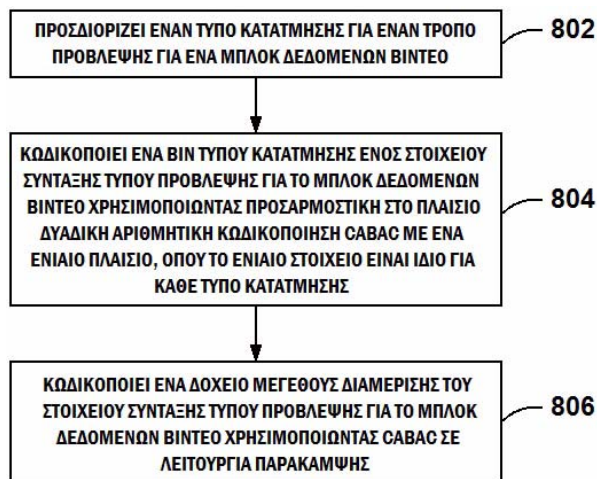 ΠΡΟΣΔΙΟΡΙΖΕΙ ΕΝΑΝ ΤΥΠΟ ΚΑΤΑΤΜΗΣΗΣ ΓΙΑ ΕΝΑΝ ΤΡΟΠΟ
ΠΡΟΒΛΕΨΗΣ ΓΙΑ ΕΝΑ ΜΠΛΟΚ ΔΕΔΟΜΕΝΩΝ ΒΙΝΤΕΟ
802
ΚΩΔΙΚΟΠΟΙΕΙ ΕΝΑ ΒΙΝ ΤΥΠΟΥ ΚΑΤΑΤΜΗΣΗΣ ΕΝΟΣ ΣΤΟΙΧΕΙΟΥ
ΣΥΝΤΑΞΗΣ ΤΥΠΟΥ ΠΡΟΒΛΕΨΗΣ ΓΙΑ ΤΟ ΜΠΛΟΚ ΔΕΔΟΜΕΝΩΝ
ΒΙΝΤΕΟ ΧΡΗΣΙΜΟΠΟΙΩΝΤΑΣ ΠΡΟΣΑΡΜΟΣΤΙΚΗ ΣΤΟ ΠΛΑΙΣΙΟ
ΔΥΑΔΙΚΗ ΑΡΙΘΜΗΤΙΚΗ ΚΩΔΙΚΟΠΟΙΗΣΗ CABAC ΜΕ ΕΝΑ
ΕΝΙΑΙΟ ΠΛΑΙΣΙΟ, ΟΠΟΥ ΤΟ ΕΝΙΑΙΟ ΣΤΟΙΧΕΙΟ ΕΙΝΑΙ ΙΔΙΟ ΓΙΑ
ΚΑΘΕ ΤΥΠΟ ΚΑΤΑΤΜΗΣΗΣ
804
ΚΩΔΙΚΟΠΟΙΕΙ ΕΝΑ ΔΟΧΕΙΟ ΜΕΓΕΘΟΥΣ ΔΙΑΜΕΡΙΣΗΣ ΤΟΥ
ΣΤΟΙΧΕΙΟΥ ΣΥΝΤΑΞΗΣ ΤΥΠΟΥ ΠΡΟΒΛΕΨΗΣ ΓΙΑ ΤΟ ΜΠΛΟΚ
ΔΕΔΟΜΕΝΩΝ ΒΙΝΤΕΟ ΧΡΗΣΙΜΟΠΟΙΩΝΤΑΣ CABAC ΣΕ
ΛΕΙΤΟΥΡΓΙΑ ΠΑΡΑΚΑΜΨΗΣ
806